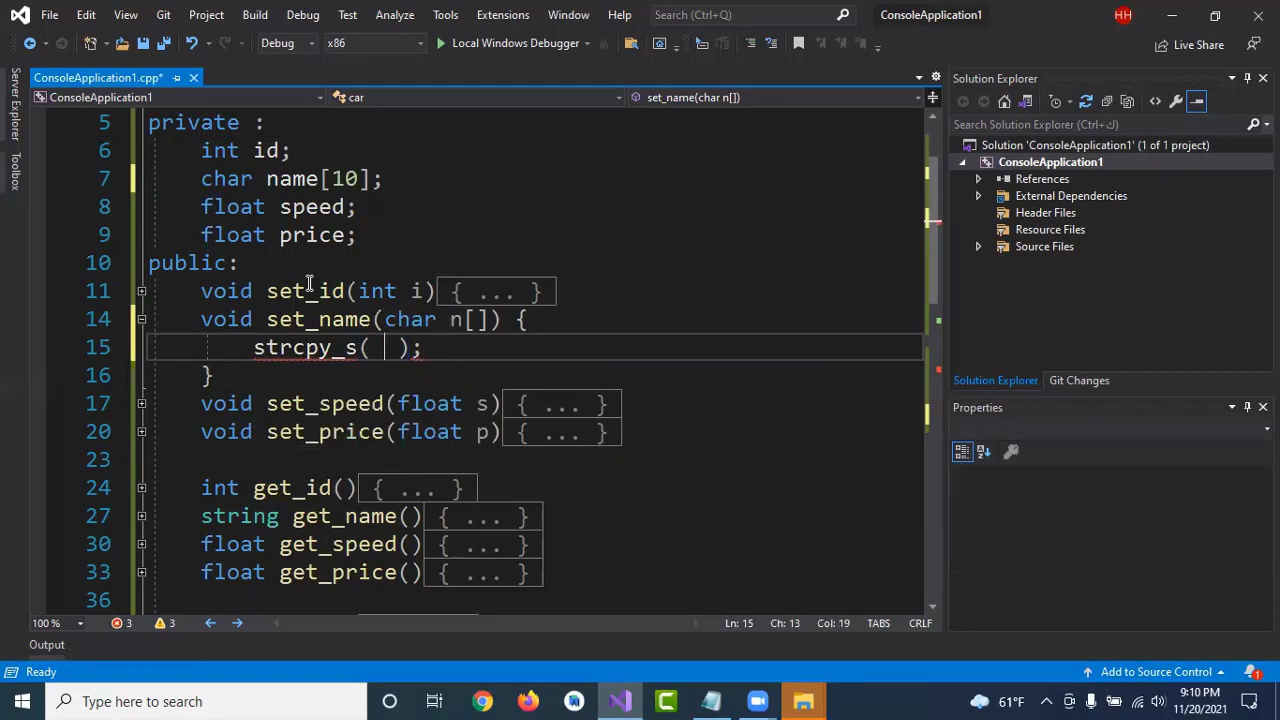 File Edit View Git Project Build Debug Test Analyze Tools Extensions Window Help Search (Ctrl+Q) ConsoleApplication1 HH
Debug x86 Local Windows Debugger Live Share
Server Explorer
Toolbox
ConsoleApplication1.cpp*
ConsoleApplication1 car set_name(char n[])
5 private :
6 int id;
7 char name[10];
8 float speed;
9 float price;
10 public:
11 void set_id(int i) { ... }
14 void set_name(char n[]) {
15 strcpy_s( );
16 }
17 void set_speed(float s) { ... }
20 void set_price(float p) { ... }
23
24 int get_id() { ... }
27 string get_name() { ... }
30 float get_speed() { ... }
33 float get_price() { ... }
36
100 % 3 3 Ln: 15 Ch: 13 Col: 19 TABS CRLF
Solution Explorer
Search Solution Explorer (Ctrl+ك)
Solution 'ConsoleApplication1' (1 of 1 project)
ConsoleApplication1
References
External Dependencies
Header Files
Resource Files
Source Files
Solution Explorer Git Changes
Properties
Output
Ready Add to Source Control 1
Type here to search 61°F 9:10 PM
11/20/2021